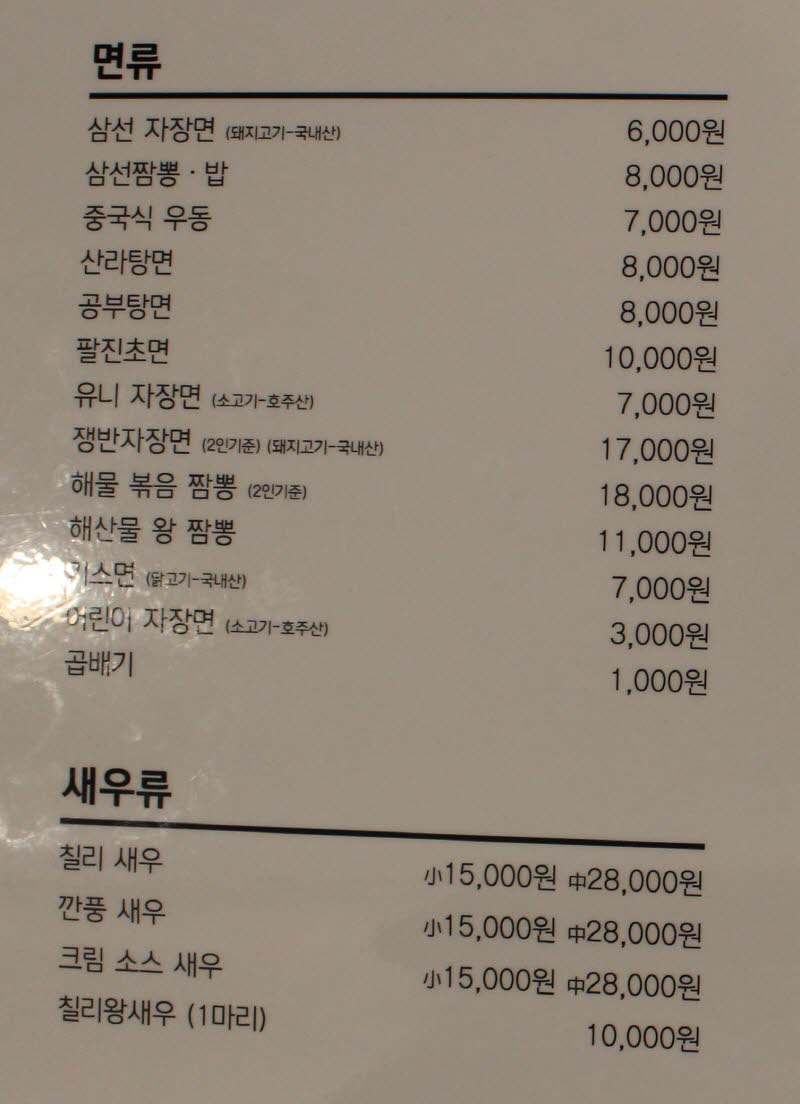 면류
삼선 자장면 (돼지고기-국내산) 6,000원
삼선짬뽕 · 밥 8,000원
중국식 우동 7,000원
산라탕면 8,000원
공부탕면 8,000원
팔진초면 10,000원
유니 자장면 (소고기-호주산) 7,000원
쟁반자장면 (2인기준) (돼지고기-국내산) 17,000원
해물 볶음 짬뽕 (2인기준) 18,000원
해산물 왕 짬뽕 11,000원
기스면 (닭고기-국내산) 7,000원
어린이 자장면 (소고기-호주산) 3,000원
곱배기 1,000원
새우류
칠리 새우 小15,000원 中28,000원
깐풍 새우 小15,000원 中28,000원
크림 소스 새우 小15,000원 中28,000원
칠리왕새우 (1마리) 10,000원